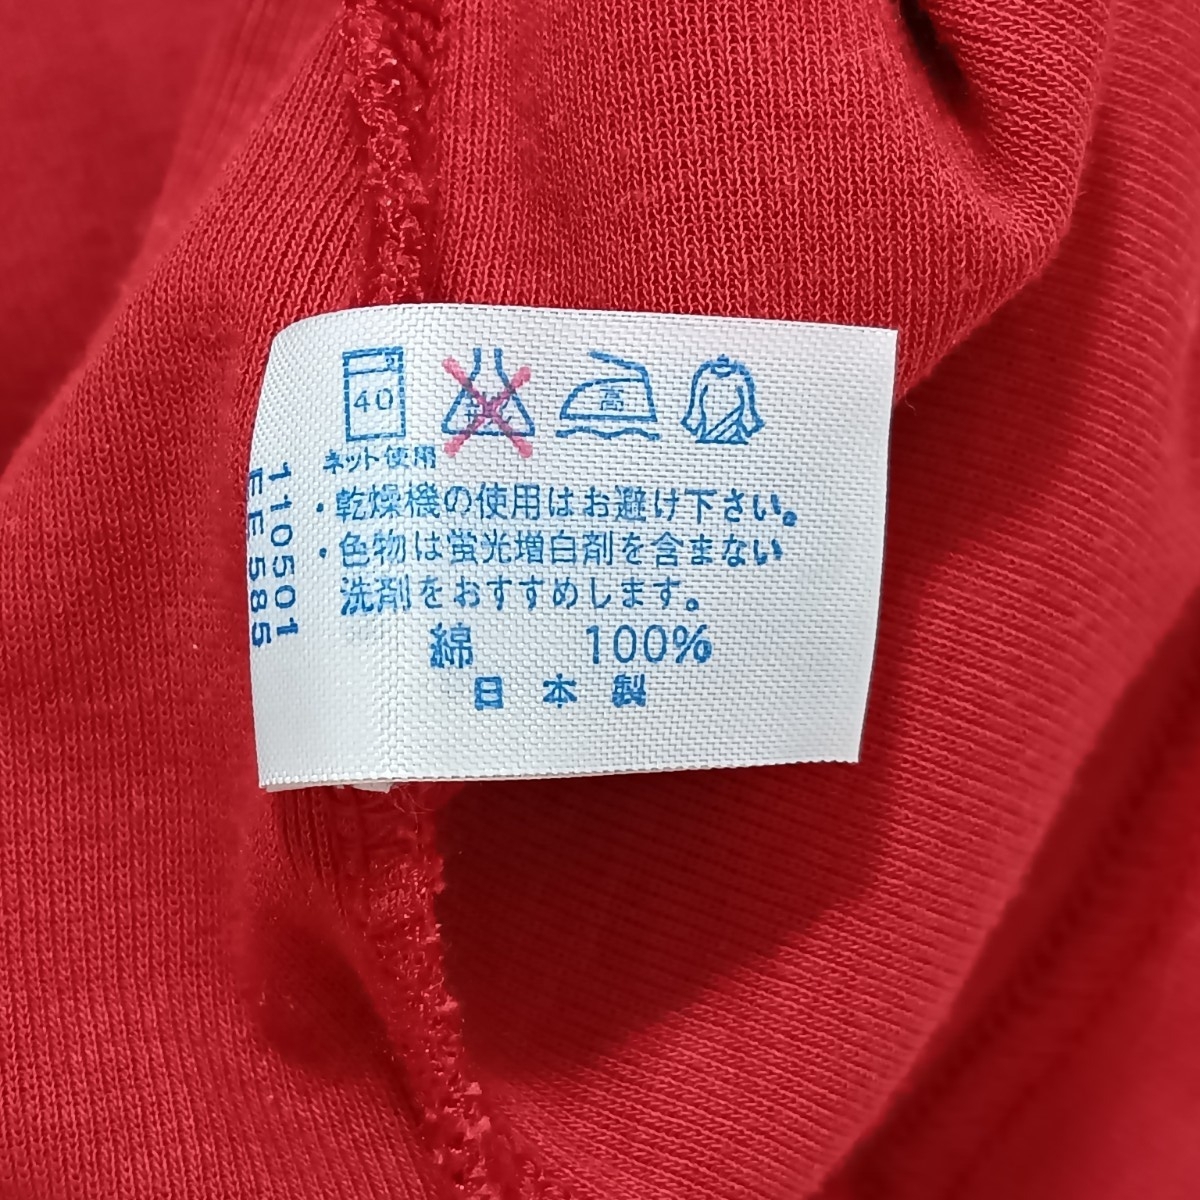 40
高
ネット使用
・乾燥機の使用はお避け下さい。
・色物は蛍光増白剤を含まない
洗剤をおすすめします。
綿 100%
日本製
110501
EE585